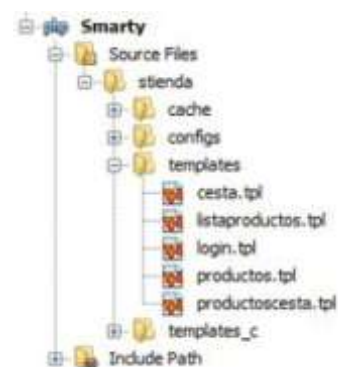 Smarty
Source Files
stienda
cache
configs
templates
cesta.tpl
listaproductos.tpl
login.tpl
productos.tpl
productoscesta.tpl
templates_c
Include Path